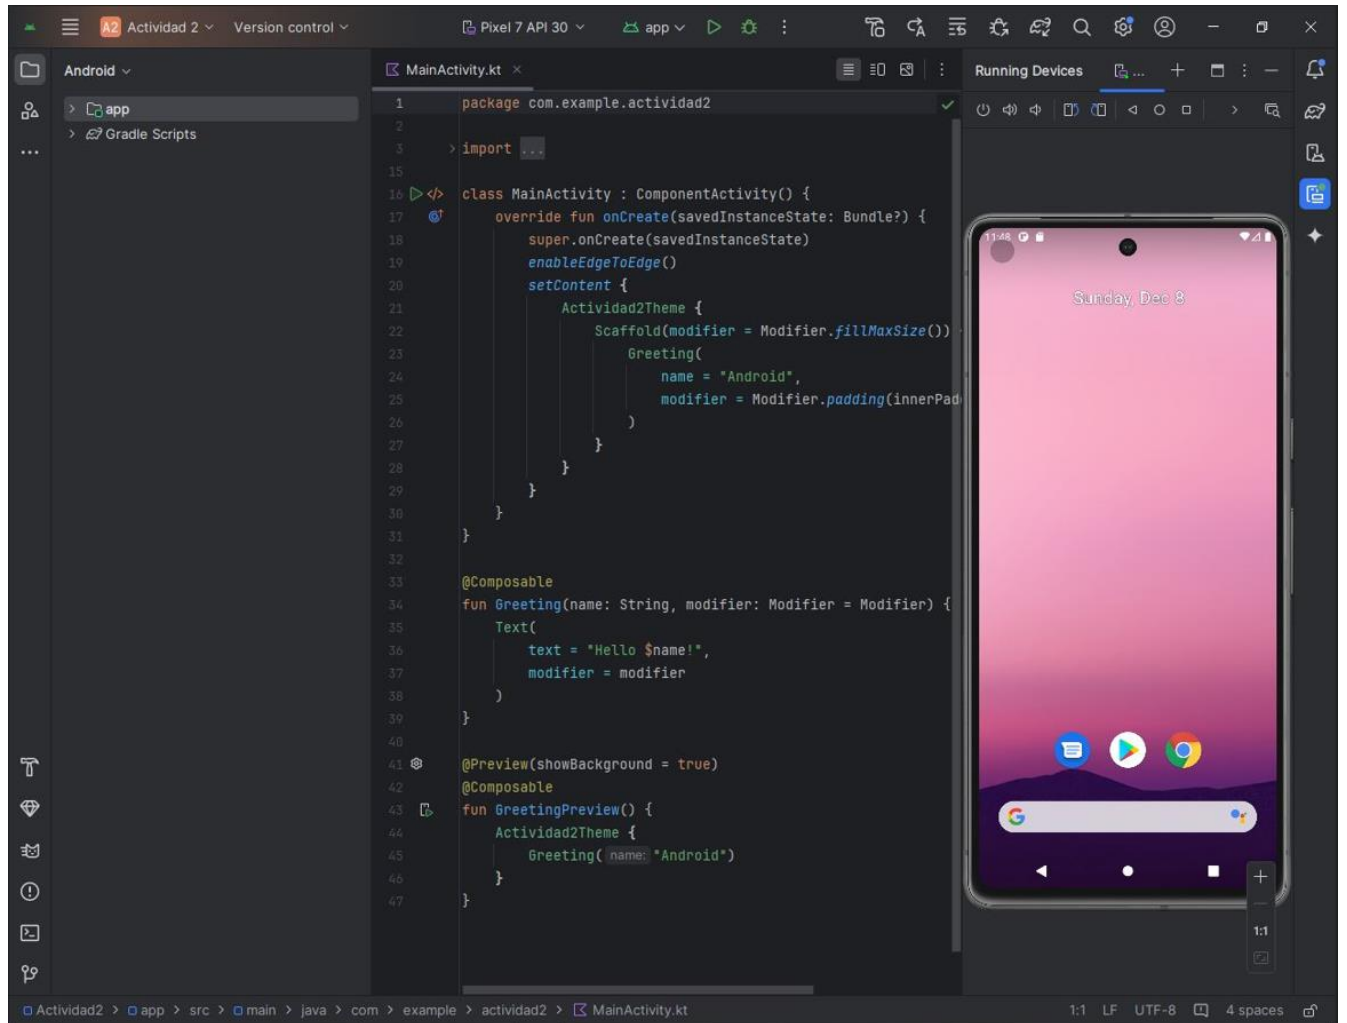 A2 Actividad 2 Version control Pixel 7 API 30 app
Android
MainActivity.kt
Running Devices
app
Gradle Scripts
1 package com.example.actividad2
2
3 import ...
15
16 class MainActivity : ComponentActivity() {
17 override fun onCreate(savedInstanceState: Bundle?) {
18 super.onCreate(savedInstanceState)
19 enableEdgeToEdge()
20 setContent {
21 Actividad2Theme {
22 Scaffold(modifier = Modifier.fillMaxSize())
23 Greeting(
24 name = "Android",
25 modifier = Modifier.padding(innerPad
26 )
27 }
28 }
29 }
30 }
31 }
32
33 @Composable
34 fun Greeting(name: String, modifier: Modifier = Modifier) {
35 Text(
36 text = "Hello $name!",
37 modifier = modifier
38 )
39 }
40
41 @Preview(showBackground = true)
42 @Composable
43 fun GreetingPreview() {
44 Actividad2Theme {
45 Greeting( name: "Android")
46 }
47 }
11:48
Sunday, Dec 8
1:1
Actividad2 > app > src > main > java > com > example > actividad2 > MainActivity.kt
1:1 LF UTF-8 4 spaces